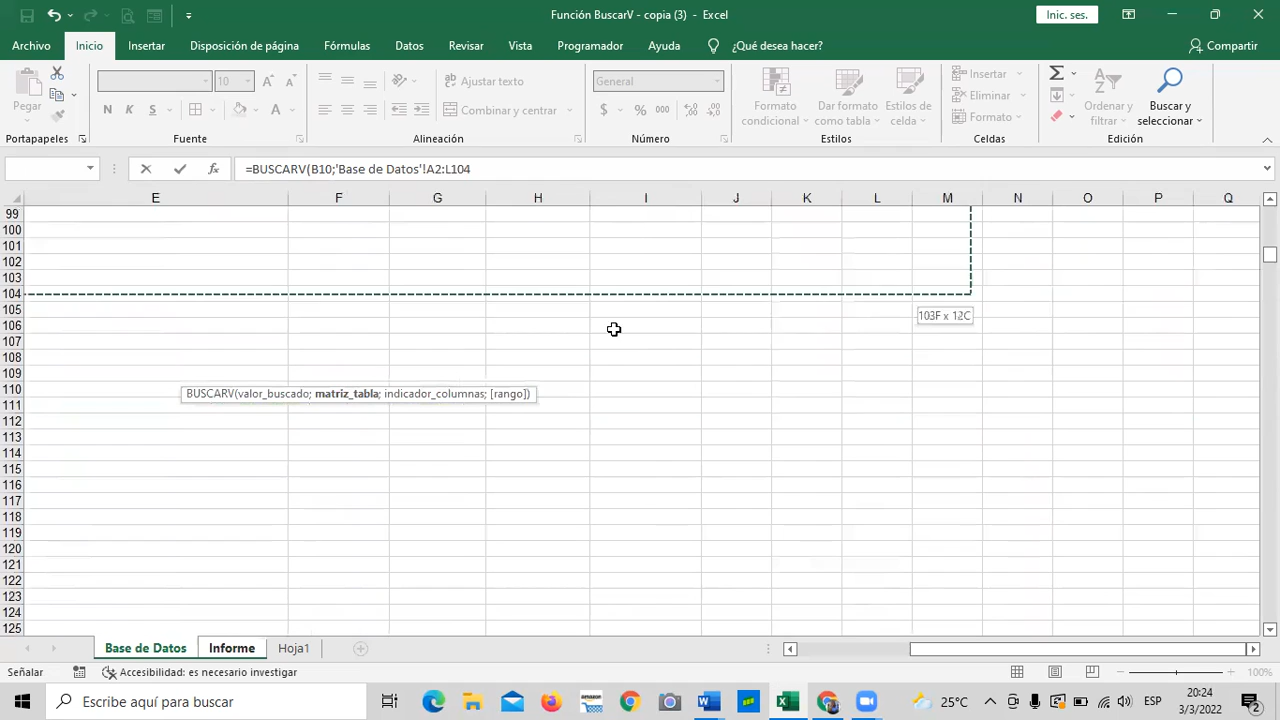 Función BuscarV - copia (3) - Excel
Inic. ses.
Archivo Inicio Insertar Disposición de página Fórmulas Datos Revisar Vista Programador Ayuda ¿Qué desea hacer? Compartir
Pegar
Portapapeles
10
N K S
Fuente
Ajustar texto
Combinar y centrar
Alineación
General
$ % 000
Número
Formato condicional
Dar formato como tabla
Estilos de celda
Estilos
Insertar
Eliminar
Formato
Celdas
Ordenar y filtrar
Buscar y seleccionar
=BUSCARV(B10;'Base de Datos'!A2:L104
E F G H I J K L M N O P Q
99
100
101
102
103
104
105
103F x 12C
106
107
108
109
110
BUSCARV(valor_buscado; matriz_tabla; indicador_columnas; [rango])
111
112
113
114
115
116
117
118
119
120
121
122
123
124
125
Base de Datos Informe Hoja1
Señalar Accesibilidad: es necesario investigar 100%
Escribe aquí para buscar
25°C
ESP
20:24
3/3/2022
2